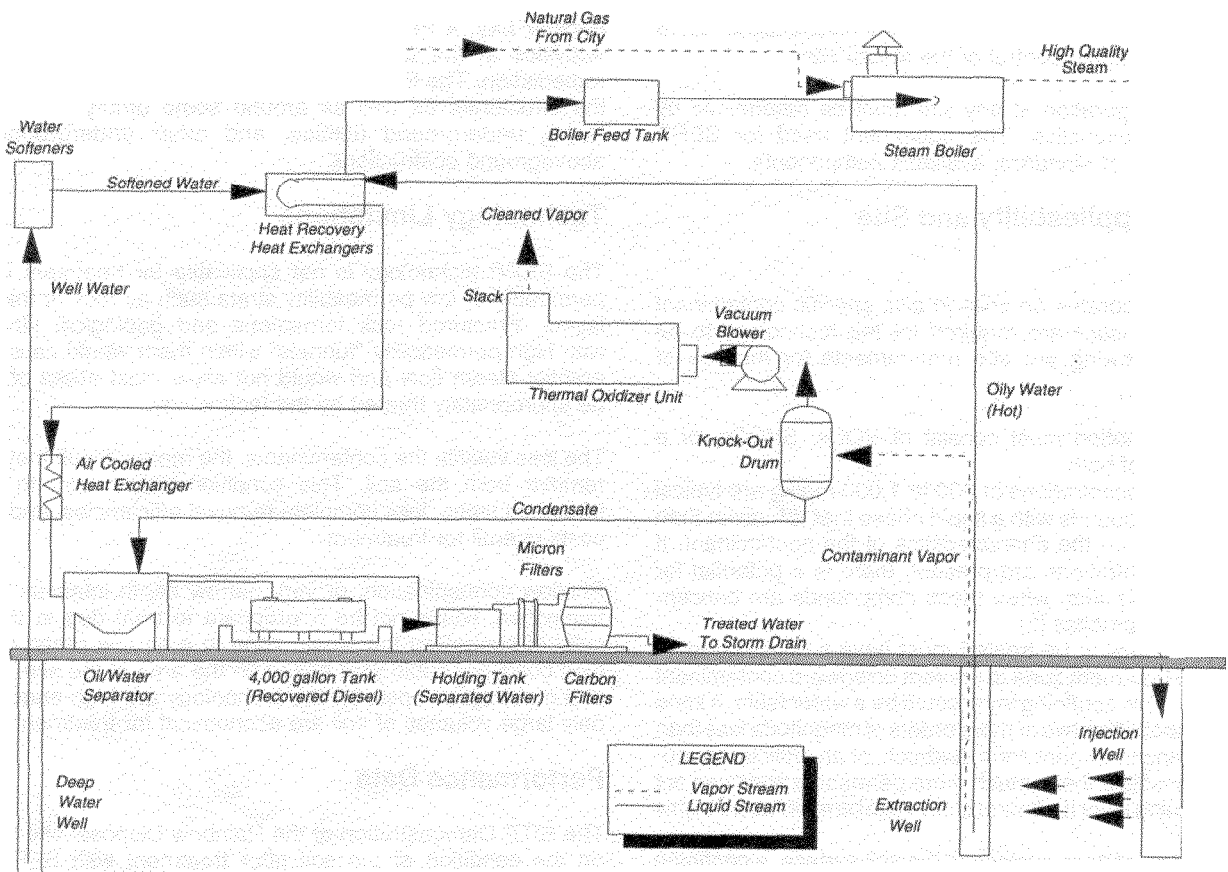 Natural Gas
From City
High Quality
Steam
Boiler Feed Tank
Steam Boiler
Water
Softeners
Softened Water
Heat Recovery
Heat Exchangers
Cleaned Vapor
Well Water
Stack
Vacuum
Blower
Thermal Oxidizer Unit
Oily Water
(Hot)
Knock-Out
Drum
Air Cooled
Heat Exchanger
Condensate
Contaminant Vapor
Micron
Filters
Treated Water
To Storm Drain
Oil/Water
Separator
4,000 gallon Tank
(Recovered Diesel)
Holding Tank
(Separated Water)
Carbon
Filters
Injection
Well
LEGEND
Vapor Stream
Liquid Stream
Deep
Water
Well
Extraction
Well